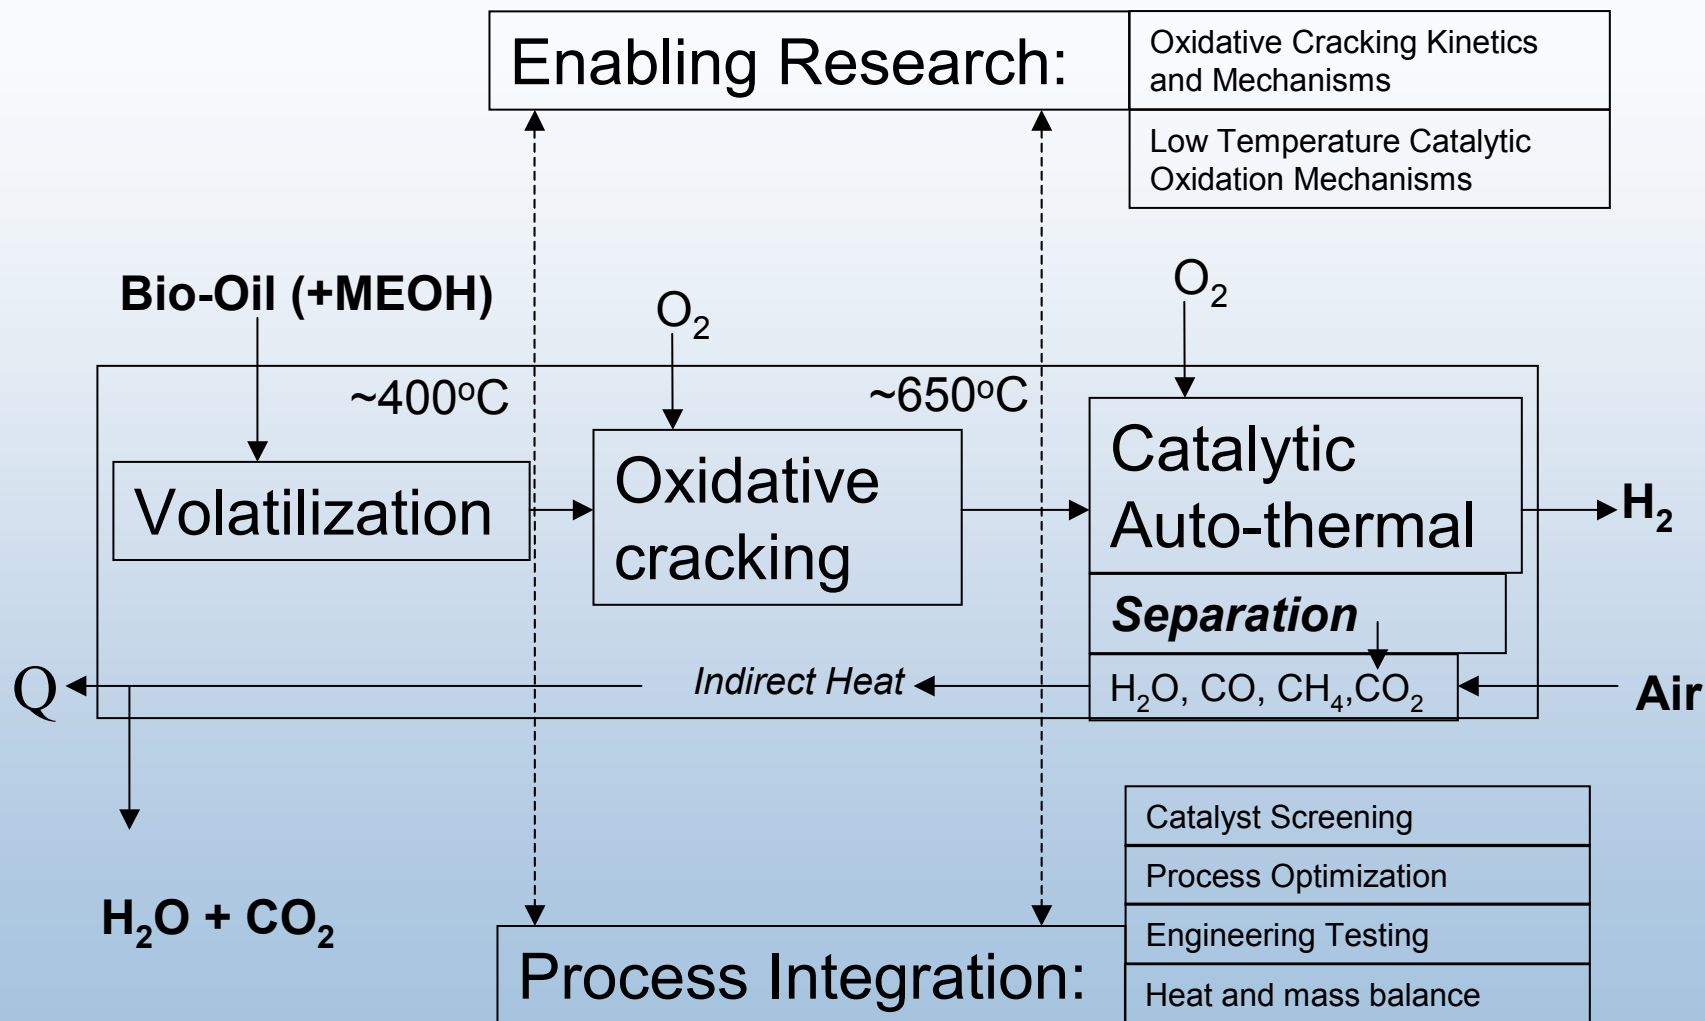 Enabling Research:
Oxidative Cracking Kinetics
and Mechanisms
Low Temperature Catalytic
Oxidation Mechanisms
Bio-Oil (+MEOH)
O₂
O₂
~400ºC
~650ºC
Volatilization
Oxidative
cracking
Catalytic
Auto-thermal
H₂
Separation
Q
Indirect Heat
H₂O, CO, CH₄,CO₂
Air
H₂O + CO₂
Catalyst Screening
Process Optimization
Engineering Testing
Heat and mass balance
Process Integration: